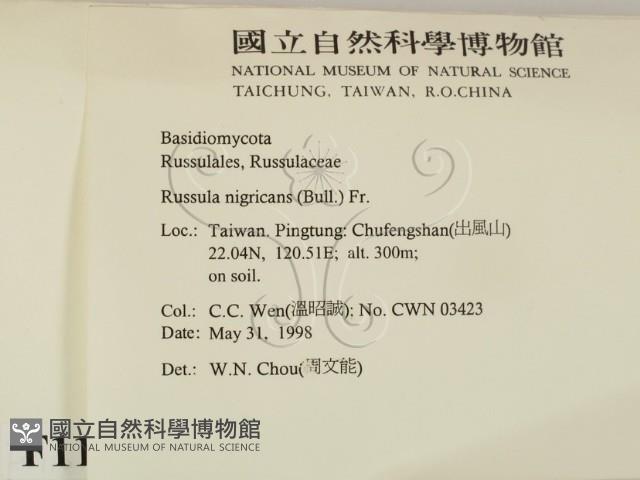 國立自然科學博物館
NATIONAL MUSEUM OF NATURAL SCIENCE
TAICHUNG, TAIWAN, R.O.CHINA
Basidiomycota
Russulales, Russulaceae
Russula nigricans (Bull.) Fr.
Loc.: Taiwan. Pingtung: Chufengshan(出風山)
22.04N, 120.51E; alt. 300m;
on soil.
Col.: C.C. Wen(溫昭誠); No. CWN 03423
Date: May 31, 1998
Det.: W.N. Chou(周文能)
國立自然科學博物館
NATIONAL MUSEUM OF NATURAL SCIENCE